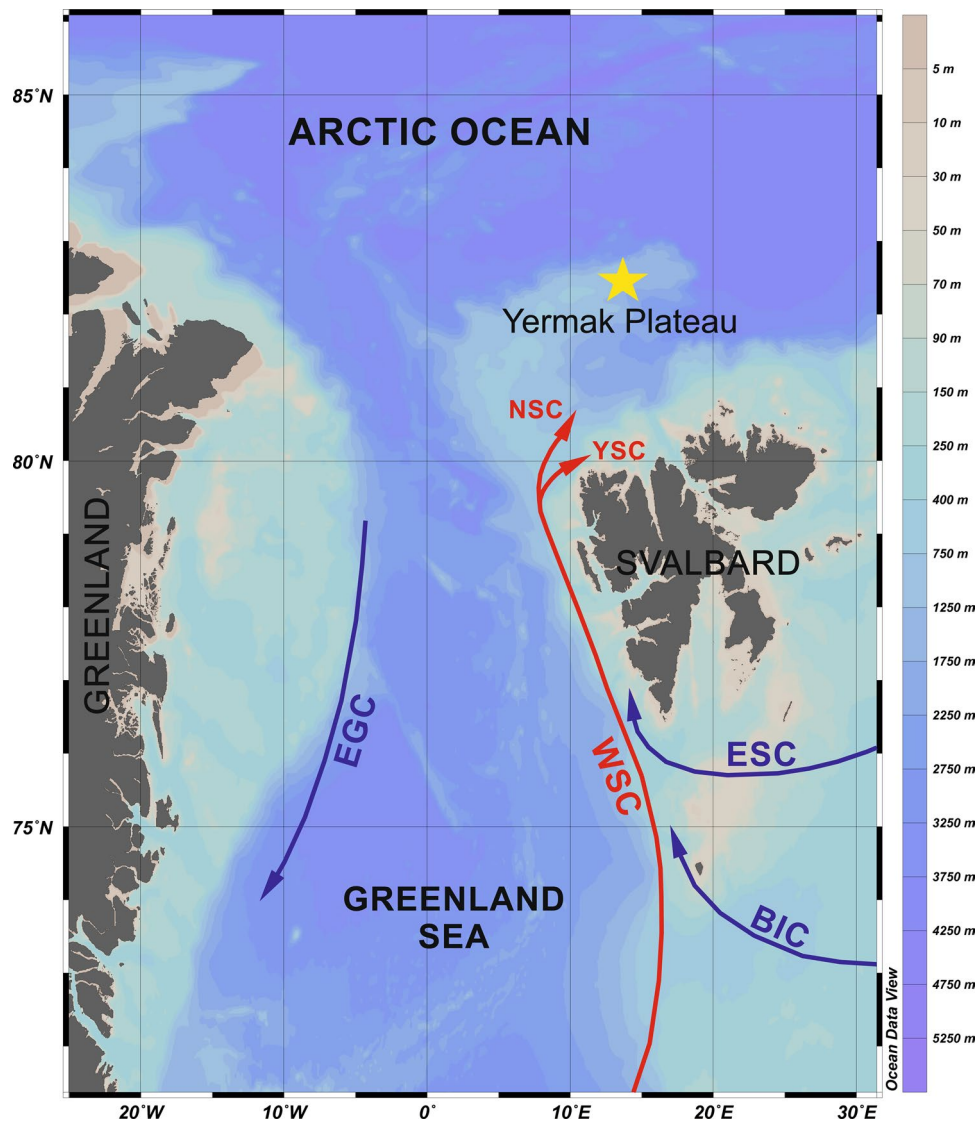 ARCTIC OCEAN
Yermak Plateau
NSC
YSC
SVALBARD
GREENLAND
EGC
WSC
ESC
BIC
GREENLAND
SEA
85˚N
80˚N
75˚N
20˚W
10˚W
0˚
10˚E
20˚E
30˚E
5 m
10 m
30 m
50 m
70 m
90 m
150 m
250 m
400 m
750 m
1250 m
1750 m
2250 m
2750 m
3250 m
3750 m
4250 m
4750 m
5250 m
Ocean Data View